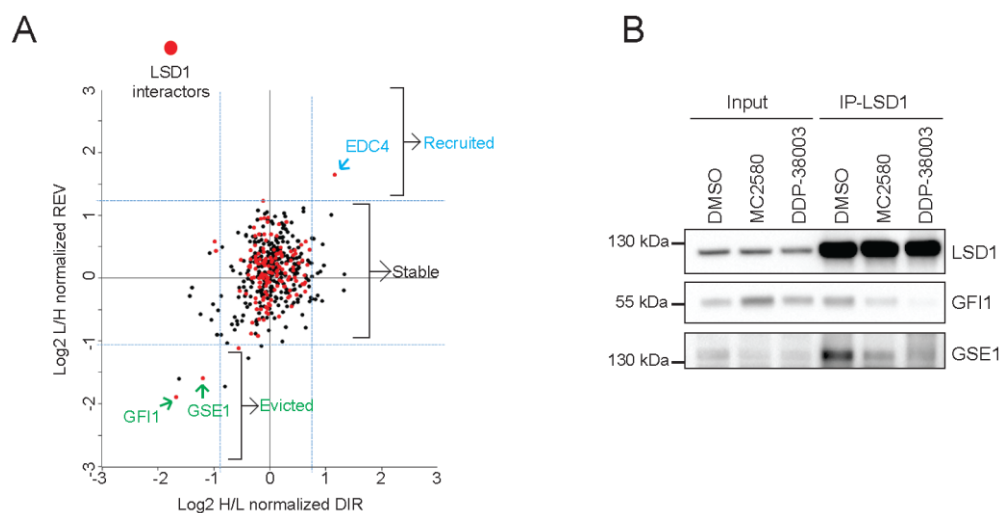 A
LSD1
interactors
3
2
1
0
-1
-2
-3
-3
-2
-1
0
1
2
3
Log2 L/H normalized REV
Log2 H/L normalized DIR
EDC4
Recruited
Stable
GFI1
GSE1
Evicted
B
Input
IP-LSD1
DMSO
MC2580
DDP-38003
DMSO
MC2580
DDP-38003
130 kDa
LSD1
55 kDa
GFI1
130 kDa
GSE1